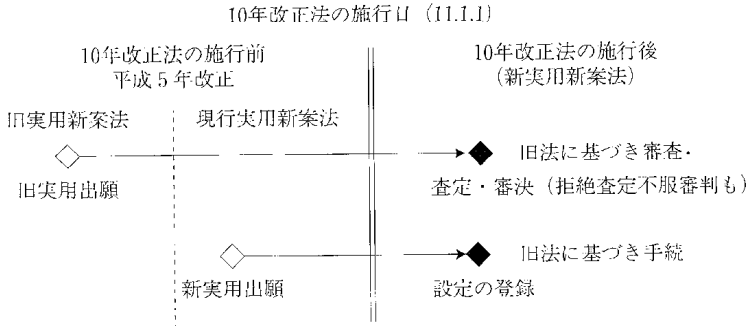 10年改正法の施行日（11.1.1）
10年改正法の施行前
平成5年改正
10年改正法の施行後
（新実用新案法）
旧実用新案法
現行実用新案法
旧実用出願
旧法に基づき審査・
査定・審決（拒絶査定不服審判も）
新実用出願
旧法に基づき手続
設定の登録